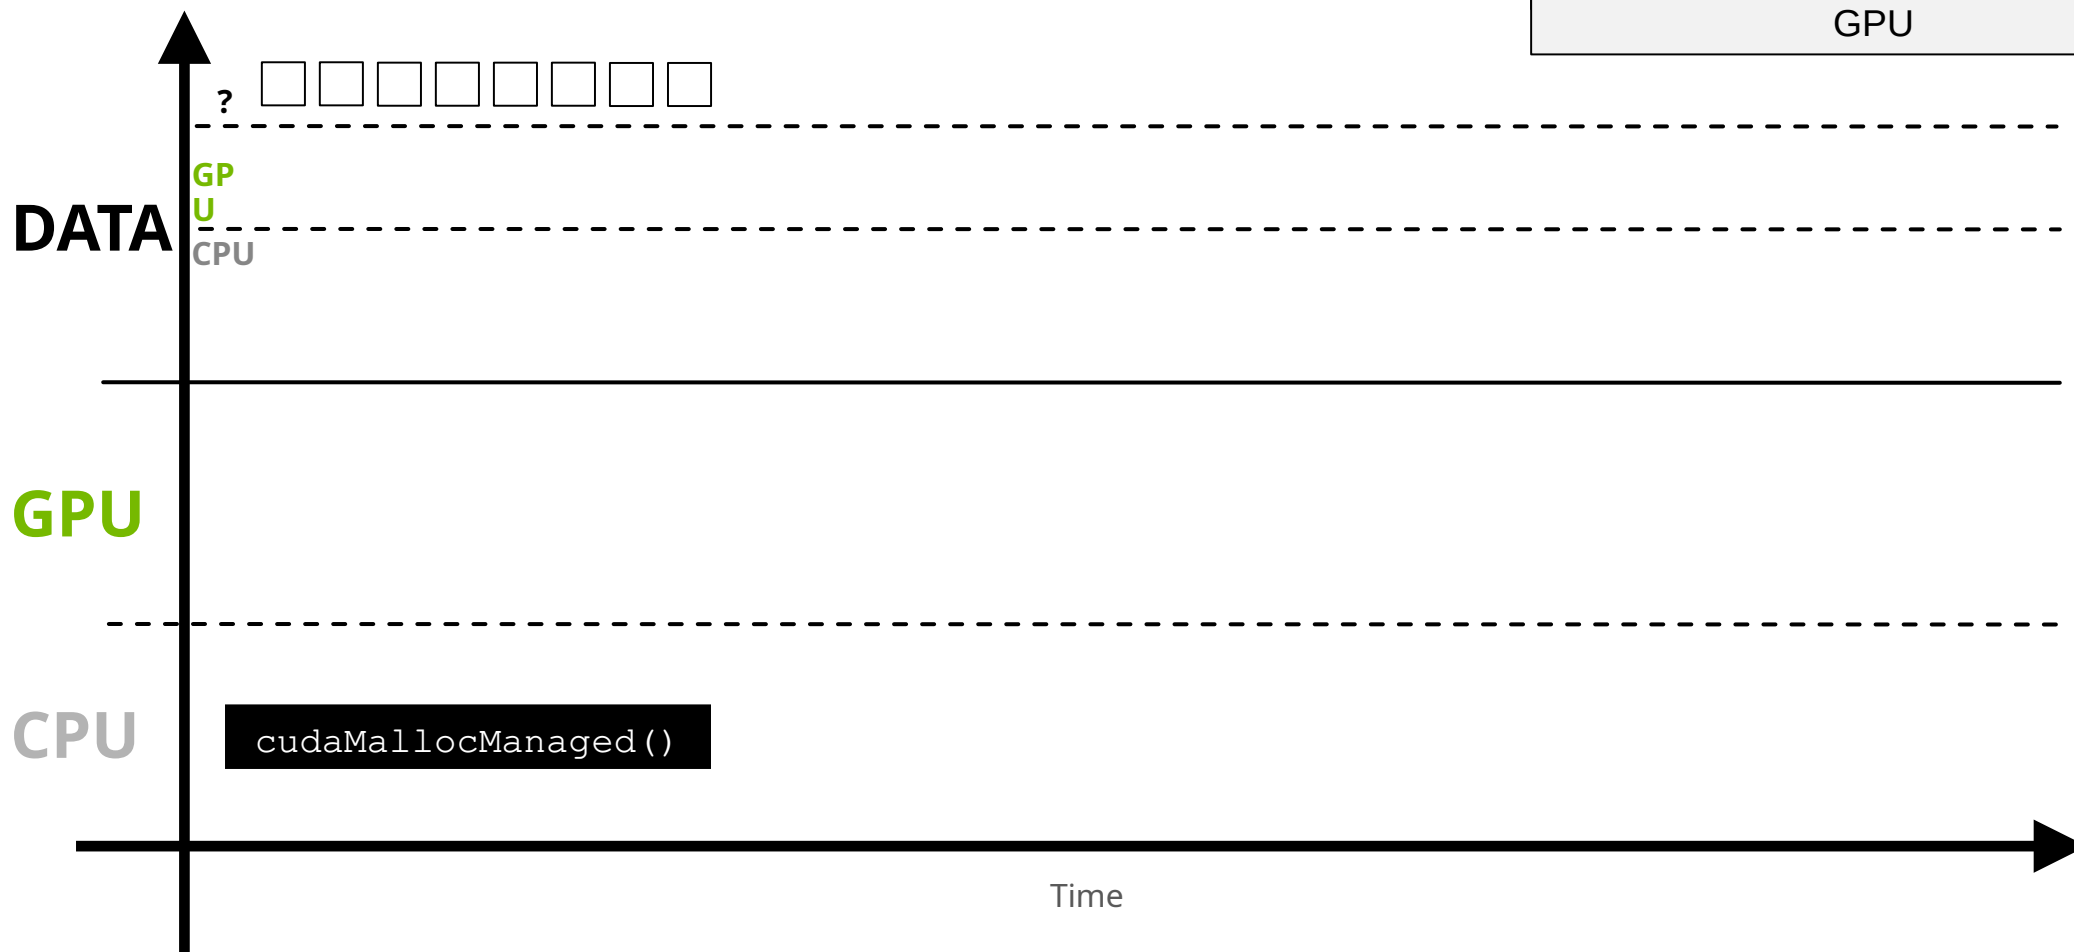 GPU
?
GP
U
DATA
CPU
GPU
CPU
cudaMallocManaged()
Time